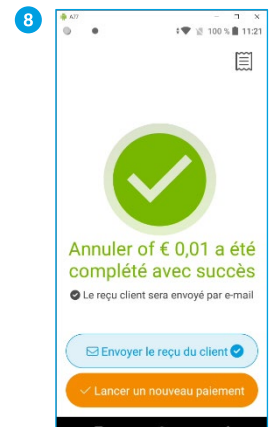 8
A77
100 % 11:21
Annuler of € 0,01 a été
complété avec succès
Le reçu client sera envoyé par e-mail
Envoyer le reçu du client
Lancer un nouveau paiement